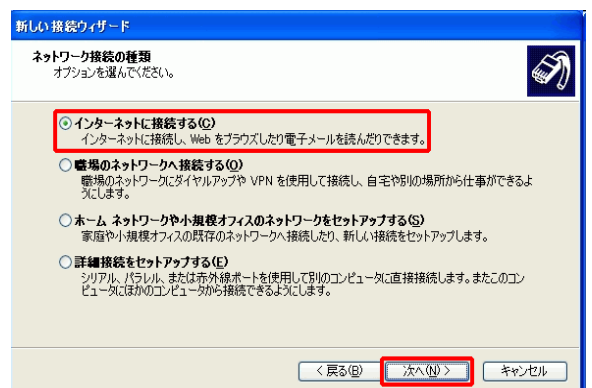 新しい接続ウィザード
ネットワーク接続の種類
オプションを選んでください。
インターネットに接続する(C)
インターネットに接続し、Web をブラウズしたり電子メールを読んだりできます。
職場のネットワークへ接続する(O)
職場のネットワークにダイヤルアップや VPN を使用して接続し、自宅や別の場所から仕事ができるよ
うにします。
ホーム ネットワークや小規模オフィスのネットワークをセットアップする(S)
家庭や小規模オフィスの既存のネットワークへ接続したり、新しい接続をセットアップします。
詳細接続をセットアップする(E)
シリアル、パラレル、または赤外線ポートを使用して別のコンピュータに直接接続します。またこのコン
ピュータにほかのコンピュータから接続できるようにします。
< 戻る(B) 次へ(N) > キャンセル